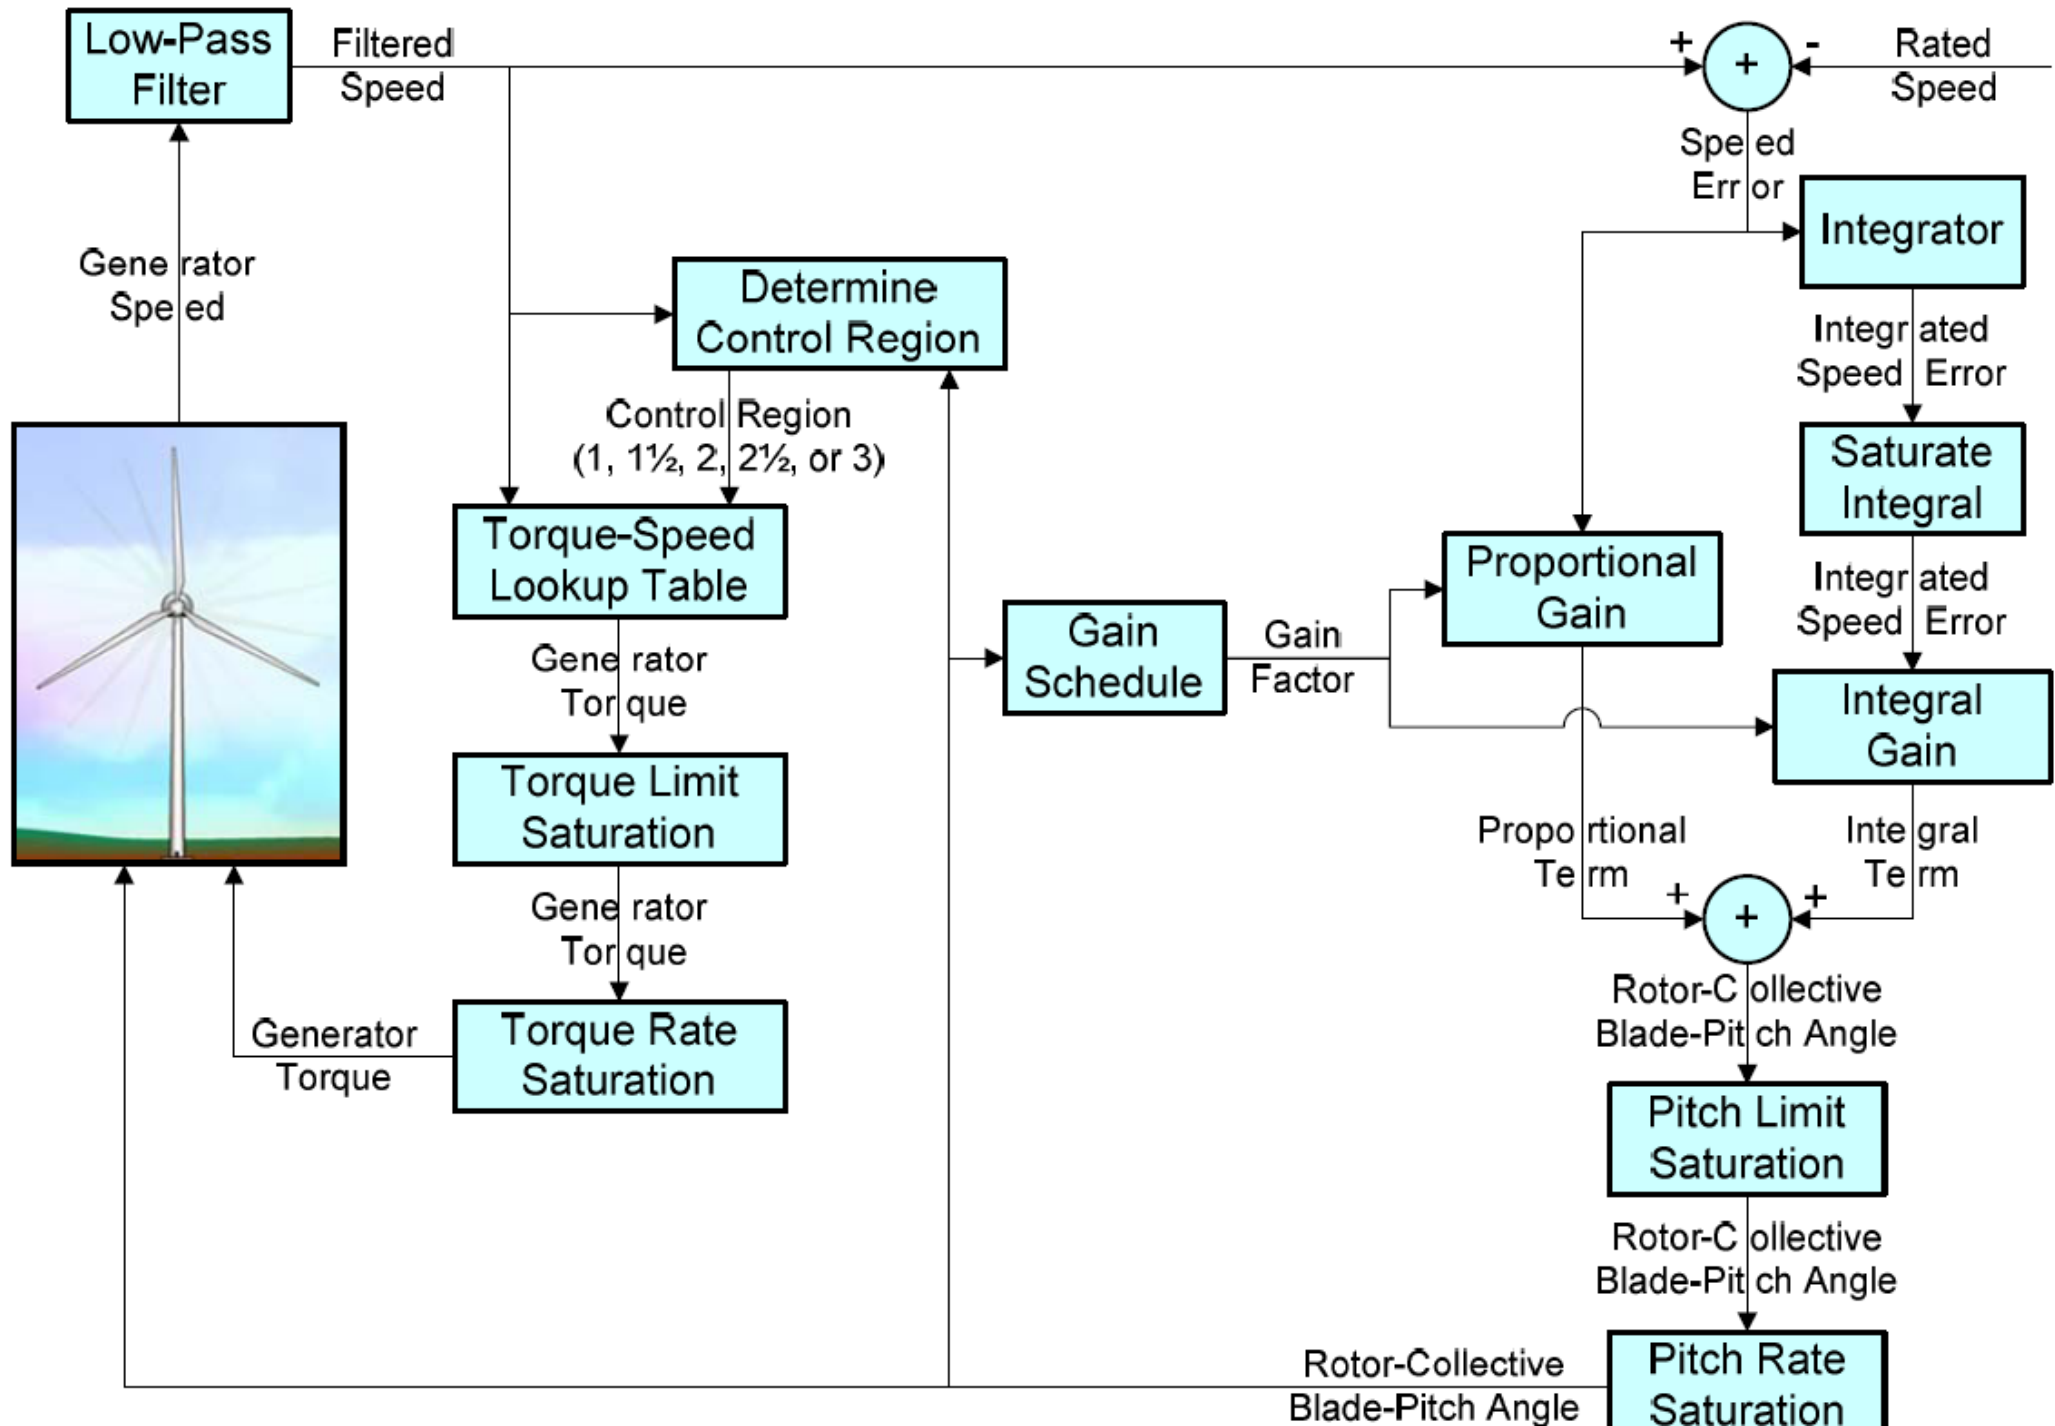 Low-Pass
Filter
Filtered
Speed
+
+
-
Rated
Speed
Speed
Error
Integrator
Generator
Speed
Determine
Control Region
Integrated
Speed Error
Control Region
(1, 1½, 2, 2½, or 3)
Saturate
Integral
Torque-Speed
Lookup Table
Proportional
Gain
Integrated
Speed Error
Gain
Schedule
Gain
Factor
Generator
Torque
Integral
Gain
Torque Limit
Saturation
Proportional
Term
Integral
Term
+
+
+
Generator
Torque
Rotor-Collective
Blade-Pitch Angle
Generator
Torque
Torque Rate
Saturation
Pitch Limit
Saturation
Rotor-Collective
Blade-Pitch Angle
Rotor-Collective
Blade-Pitch Angle
Pitch Rate
Saturation